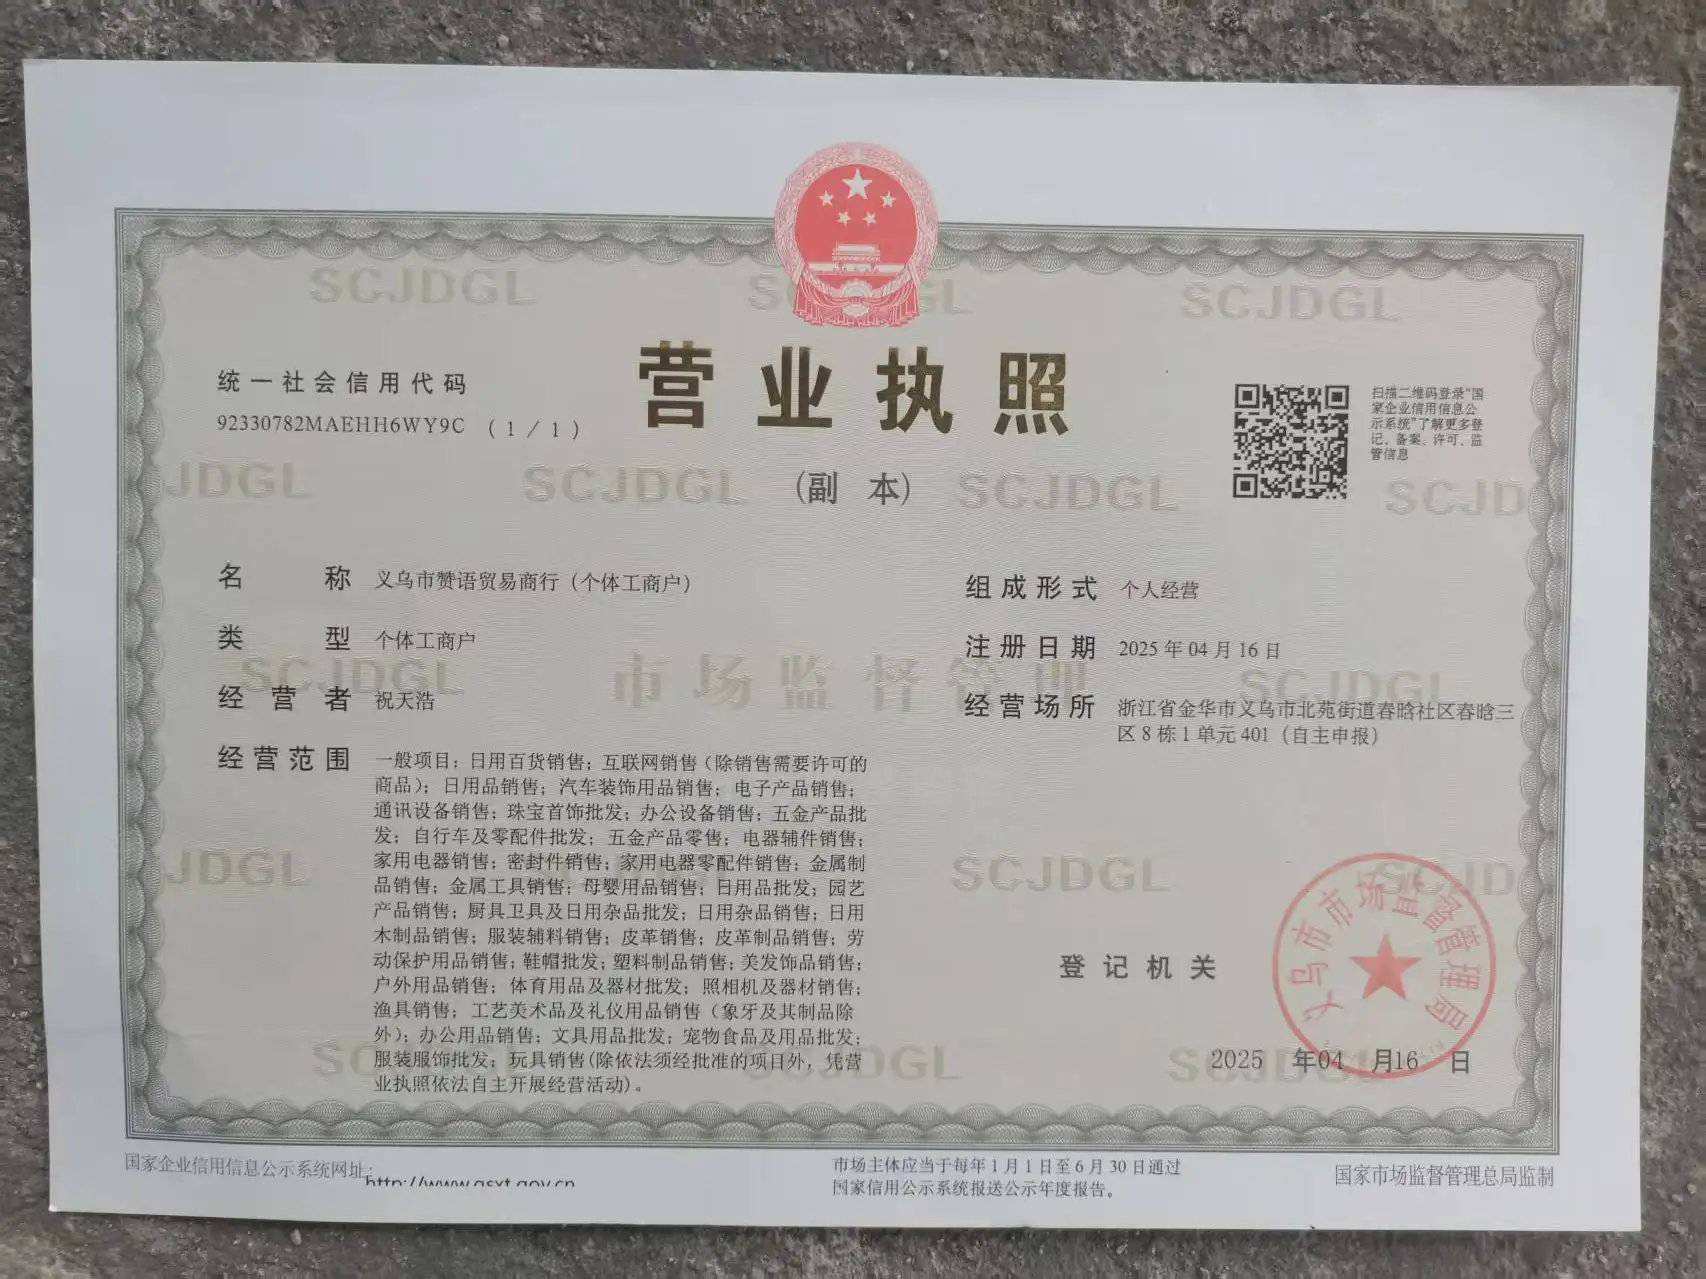 营业执照
(副 本)
统一社会信用代码
92330782MAEHH6WY9C (1/1)
扫描二维码登录“国
家企业信用信息公
示系统”了解更多登
记、备案、许可、监
管信息
名 称 义乌市赞语贸易商行（个体工商户）
类 型 个体工商户
经 营 者 祝天浩
经营范围 一般项目：日用百货销售；互联网销售（除销售需要许可的
商品）；日用品销售；汽车装饰用品销售；电子产品销售；
通讯设备销售；珠宝首饰批发；办公设备销售；五金产品批
发；自行车及零配件批发；五金产品零售；电器辅件销售；
家用电器销售；密封件销售；家用电器零配件销售；金属制
品销售；金属工具销售；母婴用品销售；日用品批发；园艺
产品销售；厨具卫具及日用杂品批发；日用杂品销售；日用
木制品销售；服装辅料销售；皮革销售；皮革制品销售；劳
动保护用品销售；鞋帽批发；塑料制品销售；美发饰品销售；
户外用品销售；体育用品及器材批发；照相机及器材销售；
渔具销售；工艺美术品及礼仪用品销售（象牙及其制品除
外）；办公用品销售；文具用品批发；宠物食品及用品批发；
服装服饰批发；玩具销售(除依法须经批准的项目外，凭营
业执照依法自主开展经营活动)。
组成形式 个人经营
注册日期 2025年04月16日
经营场所 浙江省金华市义乌市北苑街道春晗社区春晗三
区8栋1单元401（自主申报）
登记机关
义乌市市场监督管理局
2025 年04 月16 日
SCJDGL
市场监督管理
国家企业信用信息公示系统网址：
http://www.gsxt.gov.cn
市场主体应当于每年1月1日至6月30日通过
国家信用公示系统报送公示年度报告。
国家市场监督管理总局监制